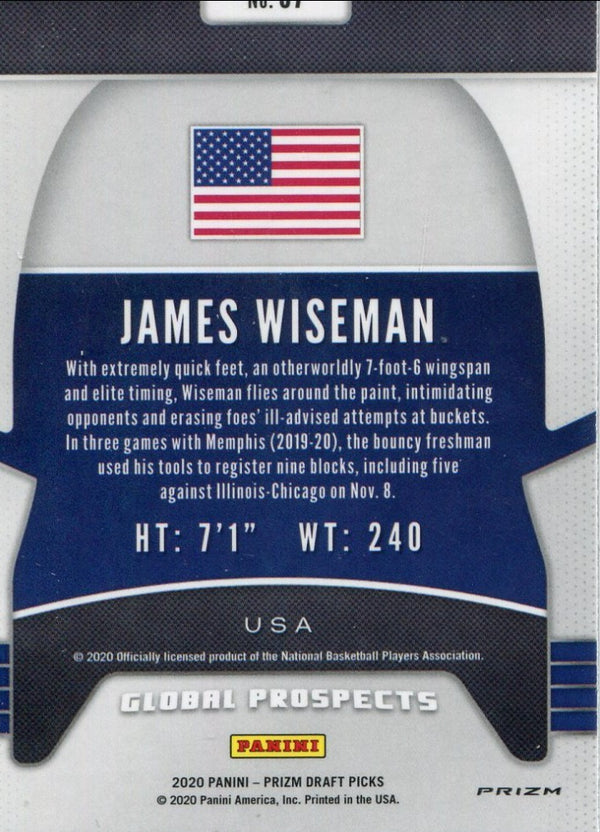 JAMES WISEMAN
With extremely quick feet, an otherworldly 7-foot-6 wingspan
and elite timing, Wiseman flies around the paint, intimidating
opponents and erasing foes' ill-advised attempts at buckets.
In three games with Memphis (2019-20), the bouncy freshman
used his tools to register nine blocks, including five
against Illinois-Chicago on Nov. 8.
HT: 7'1" WT: 240
USA
© 2020 Officially licensed product of the National Basketball Players Association.
GLOBAL PROSPECTS
PANINI
2020 PANINI – PRIZM DRAFT PICKS
© 2020 Panini America, Inc. Printed in the USA.
PRIZM